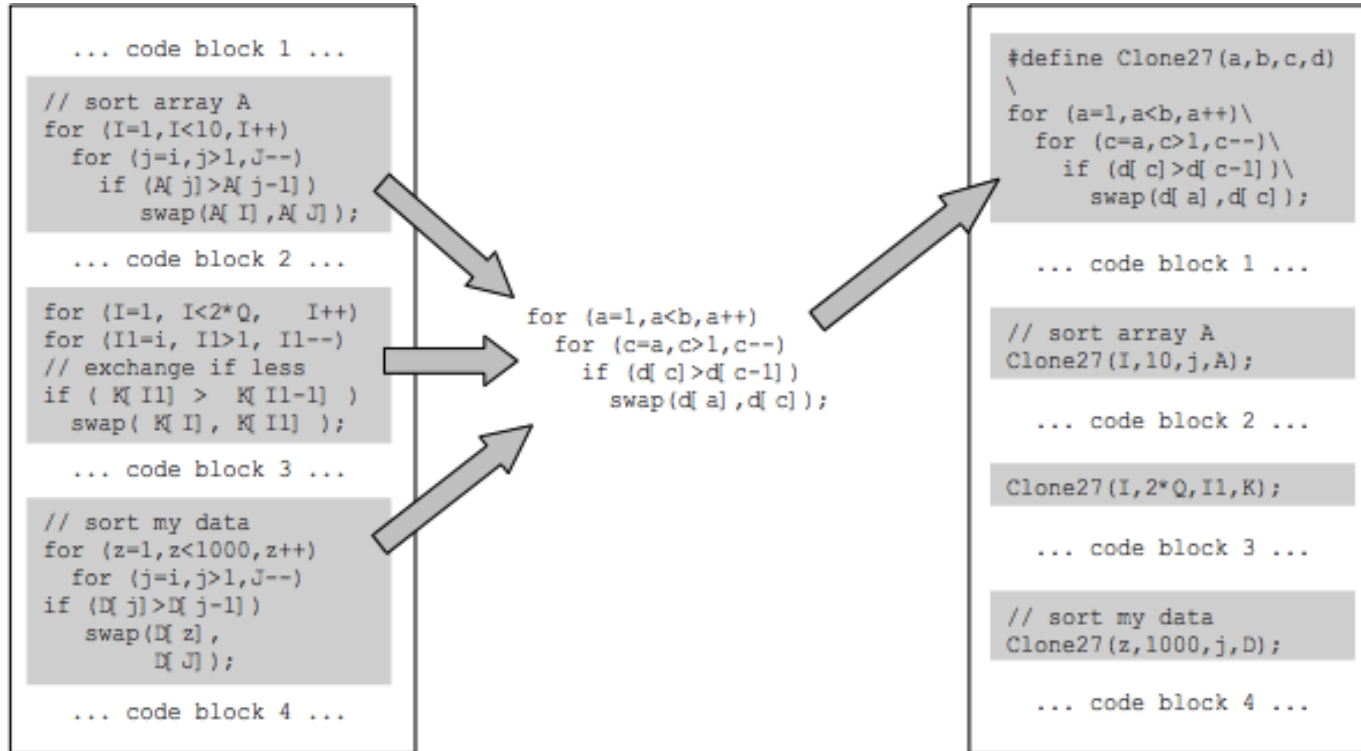 ... code block 1 ...
// sort array A
for (I=1,I<10,I++)
for (j=i,j>1,J--)
if (A[j]>A[j-1])
swap(A[I],A[J]);
... code block 2 ...
for (I=1, I<2*Q, I++)
for (I1=i, I1>1, I1--)
// exchange if less
if ( K[I1] > K[I1-1] )
swap( K[I], K[I1] );
... code block 3 ...
// sort my data
for (z=1,z<1000,z++)
for (j=i,j>1,J--)
if (D[j]>D[j-1])
swap(D[z],
D[J]);
... code block 4 ...
for (a=1,a<b,a++)
for (c=a,c>1,c--)
if (d[c]>d[c-1])
swap(d[a],d[c]);
#define Clone27(a,b,c,d)
\
for (a=1,a<b,a++)\
for (c=a,c>1,c--)\
if (d[c]>d[c-1])\
swap(d[a],d[c]);
... code block 1 ...
// sort array A
Clone27(I,10,j,A);
... code block 2 ...
Clone27(I,2*Q,I1,K);
... code block 3 ...
// sort my data
Clone27(z,1000,j,D);
... code block 4 ...